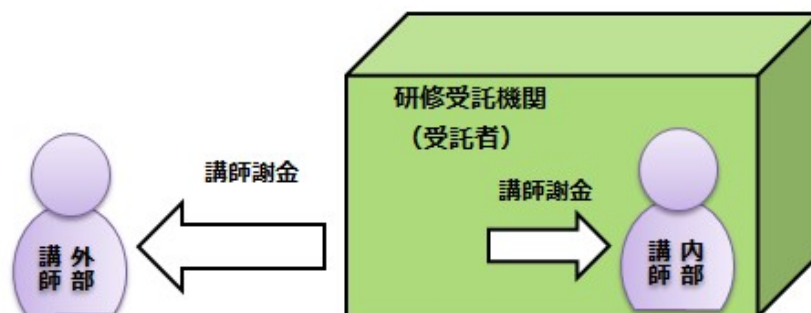 研修受託機関
（受託者）
講師謝金
講師謝金
外部
講師
内部
講師